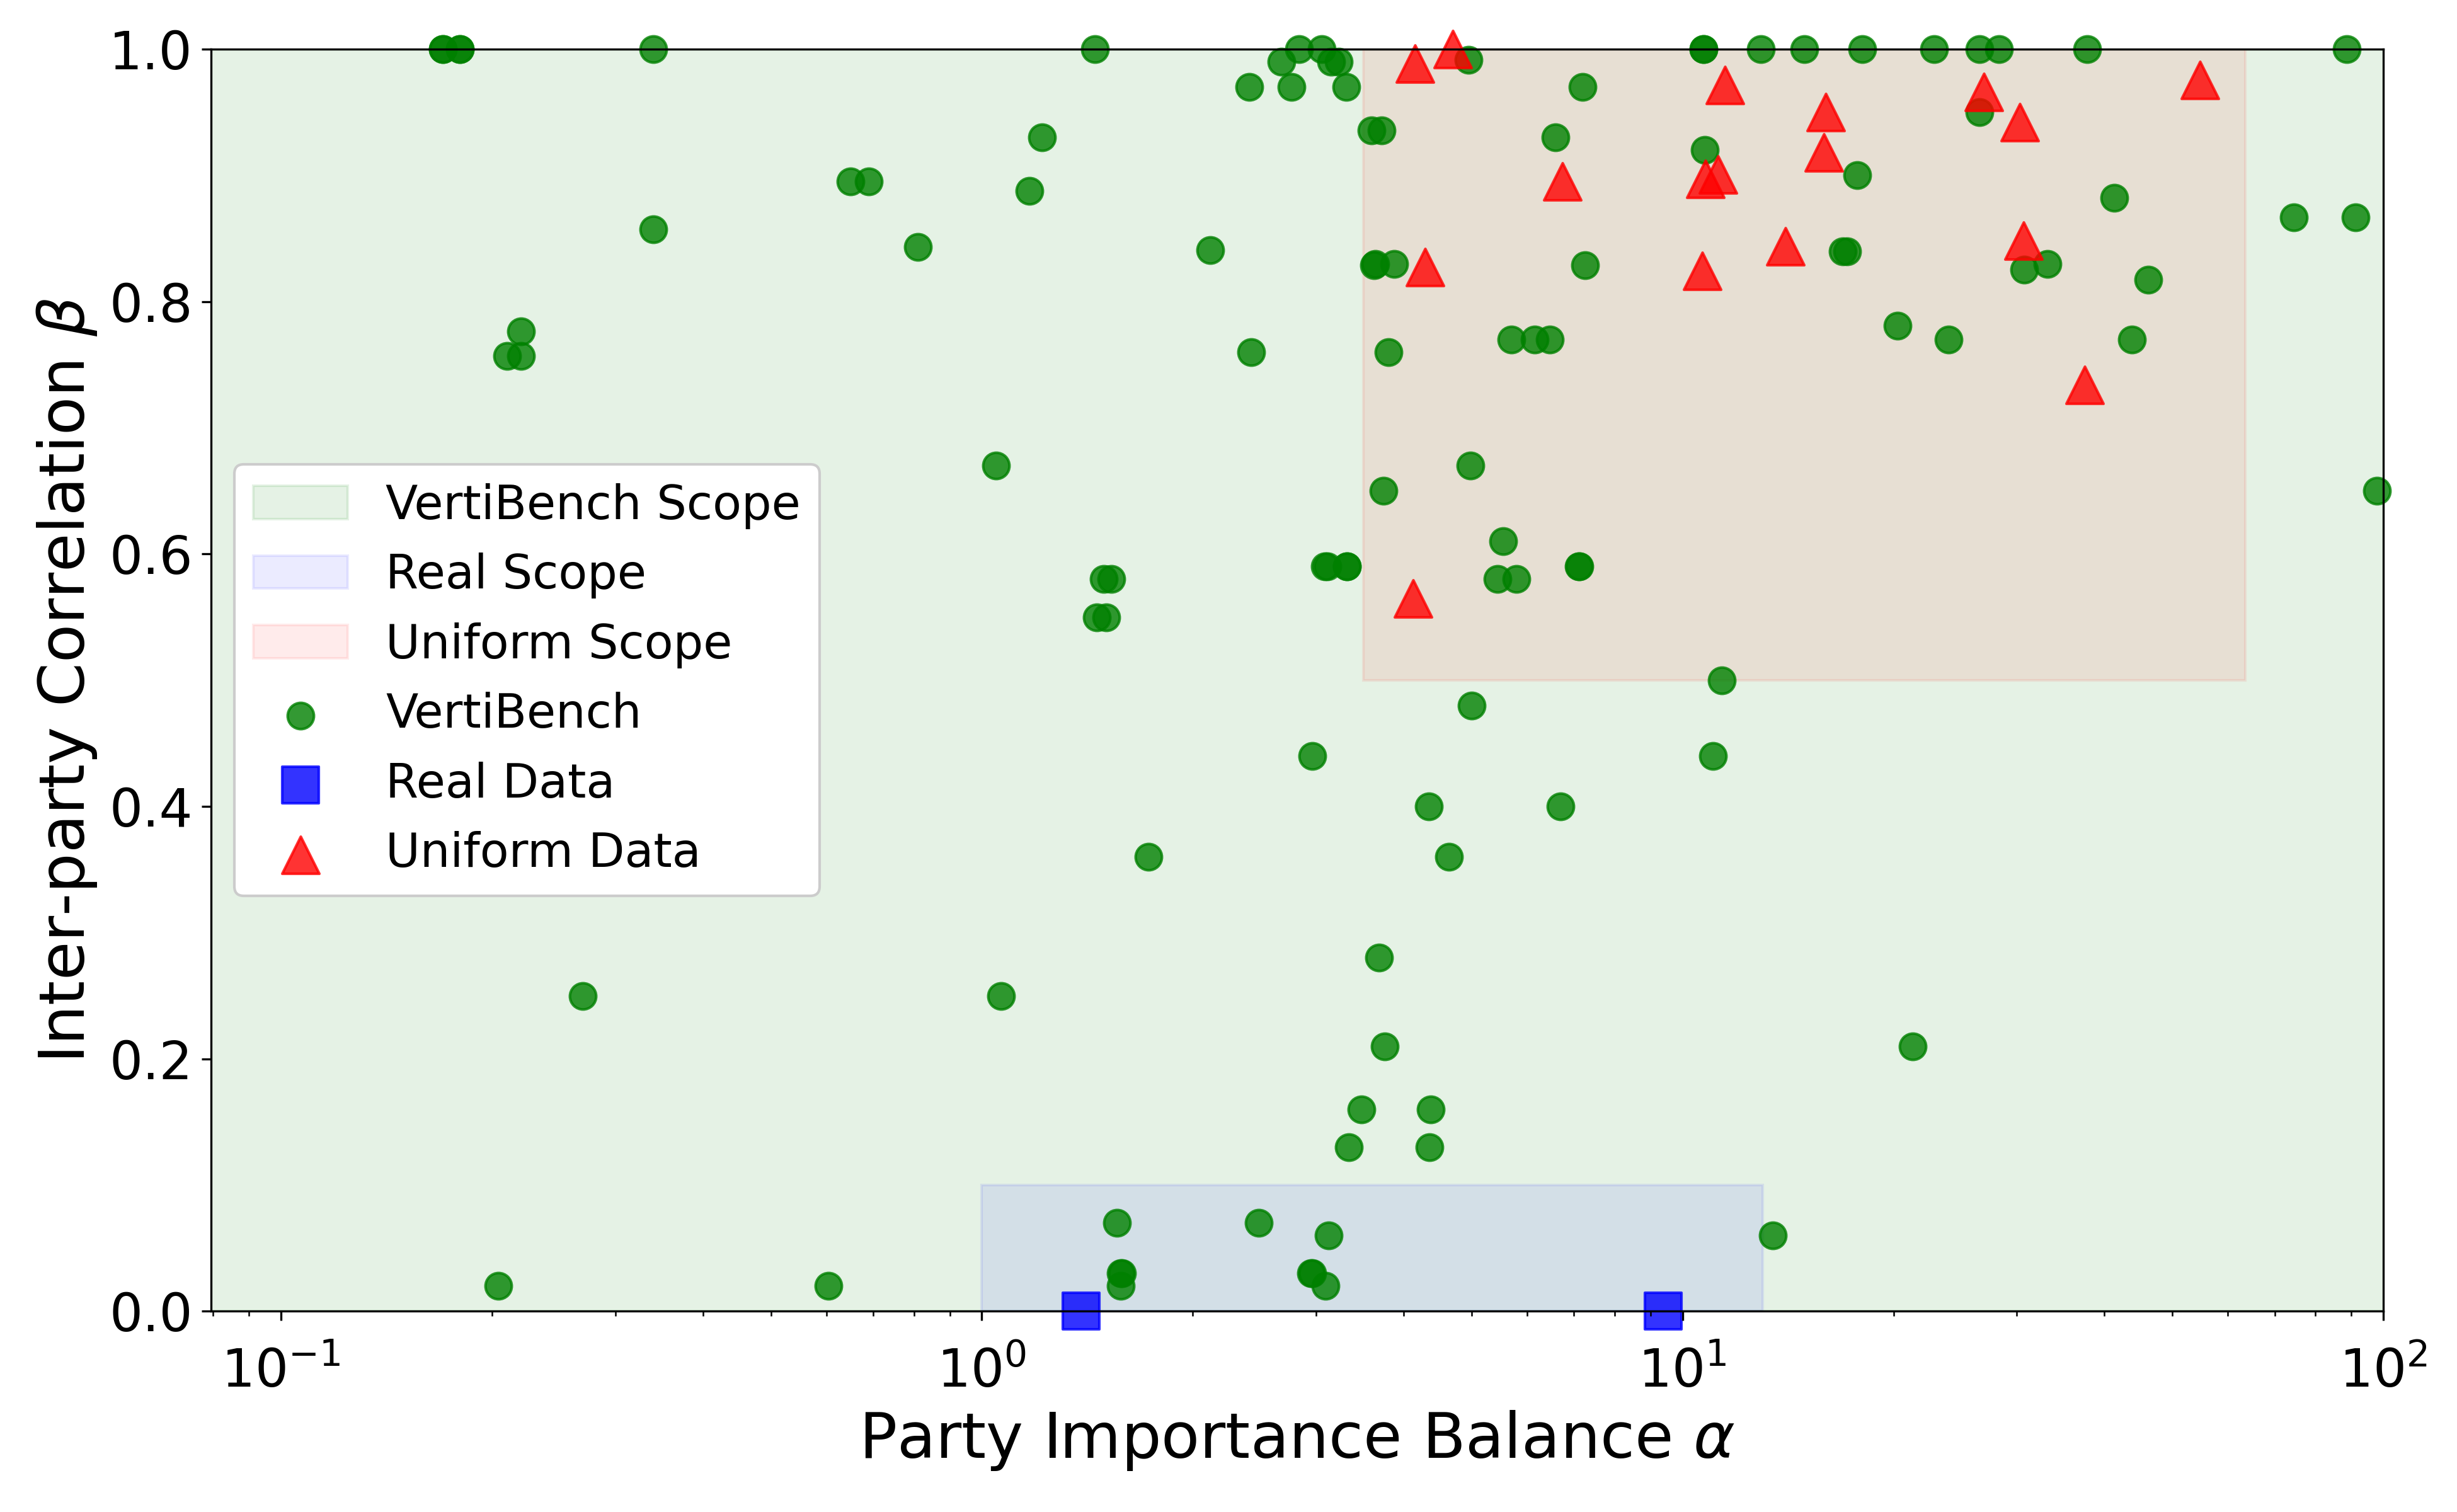 1.0
0.8
0.6
0.4
0.2
0.0
Inter-party Correlation β
VertiBench Scope
Real Scope
Uniform Scope
VertiBench
Real Data
Uniform Data
10⁻¹
10⁰
10¹
10²
Party Importance Balance α